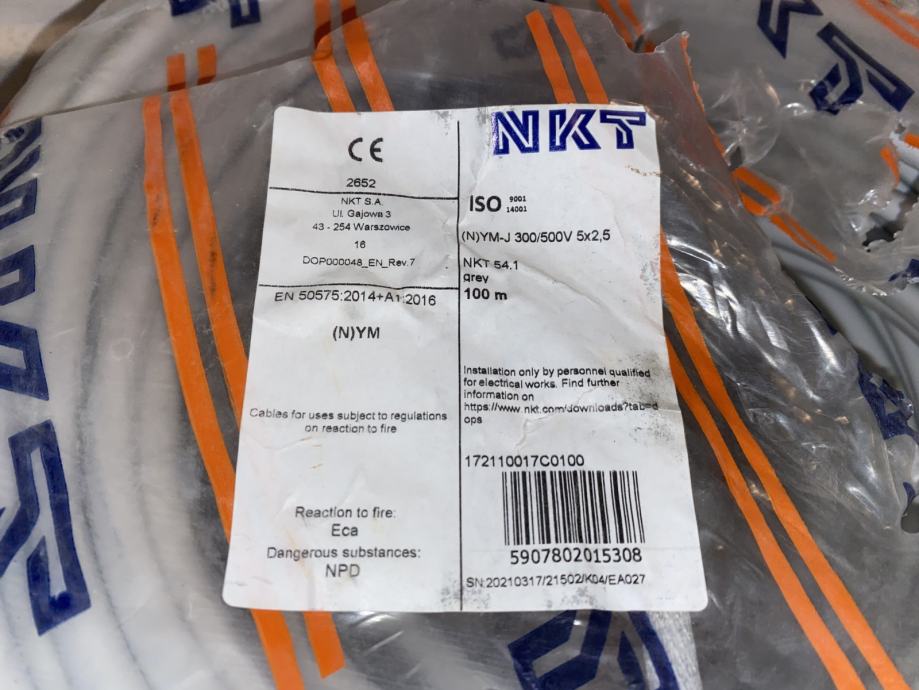 CE
2652
NKT S.A.
Ul. Gajowa 3
43 - 254 Warszowice
16
DOP000048_EN_Rev.7
EN 50575:2014+A1:2016
(N)YM
Cables for uses subject to regulations
on reaction to fire
Reaction to fire:
Eca
Dangerous substances:
NPD
NKT
ISO 9001
14001
(N)YM-J 300/500V 5x2,5
NKT 54.1
grey
100 m
Installation only by personnel qualified
for electrical works. Find further
information on
https://www.nkt.com/downloads?tab=d
ops
172110017C0100
5907802015308
SN:20210317/21502/K04/EA027